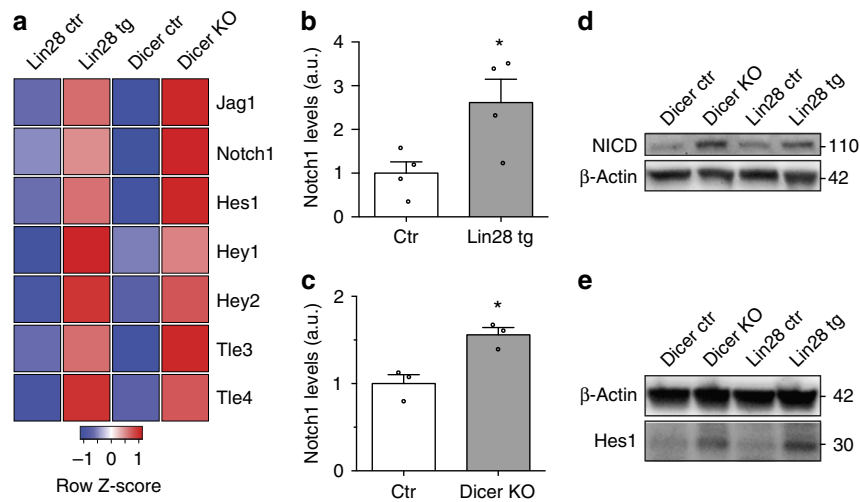 a
Lin28 ctr
Lin28 tg
Dicer ctr
Dicer KO
Jag1
Notch1
Hes1
Hey1
Hey2
Tle3
Tle4
–1 0 1
Row Z-score
b
Notch1 levels (a.u.)
4
3
2
1
0
*
Ctr
Lin28 tg
c
Notch1 levels (a.u.)
2
1
0
*
Ctr
Dicer KO
d
Dicer ctr
Dicer KO
Lin28 ctr
Lin28 tg
NICD
110
β-Actin
42
e
Dicer ctr
Dicer KO
Lin28 ctr
Lin28 tg
β-Actin
42
Hes1
30